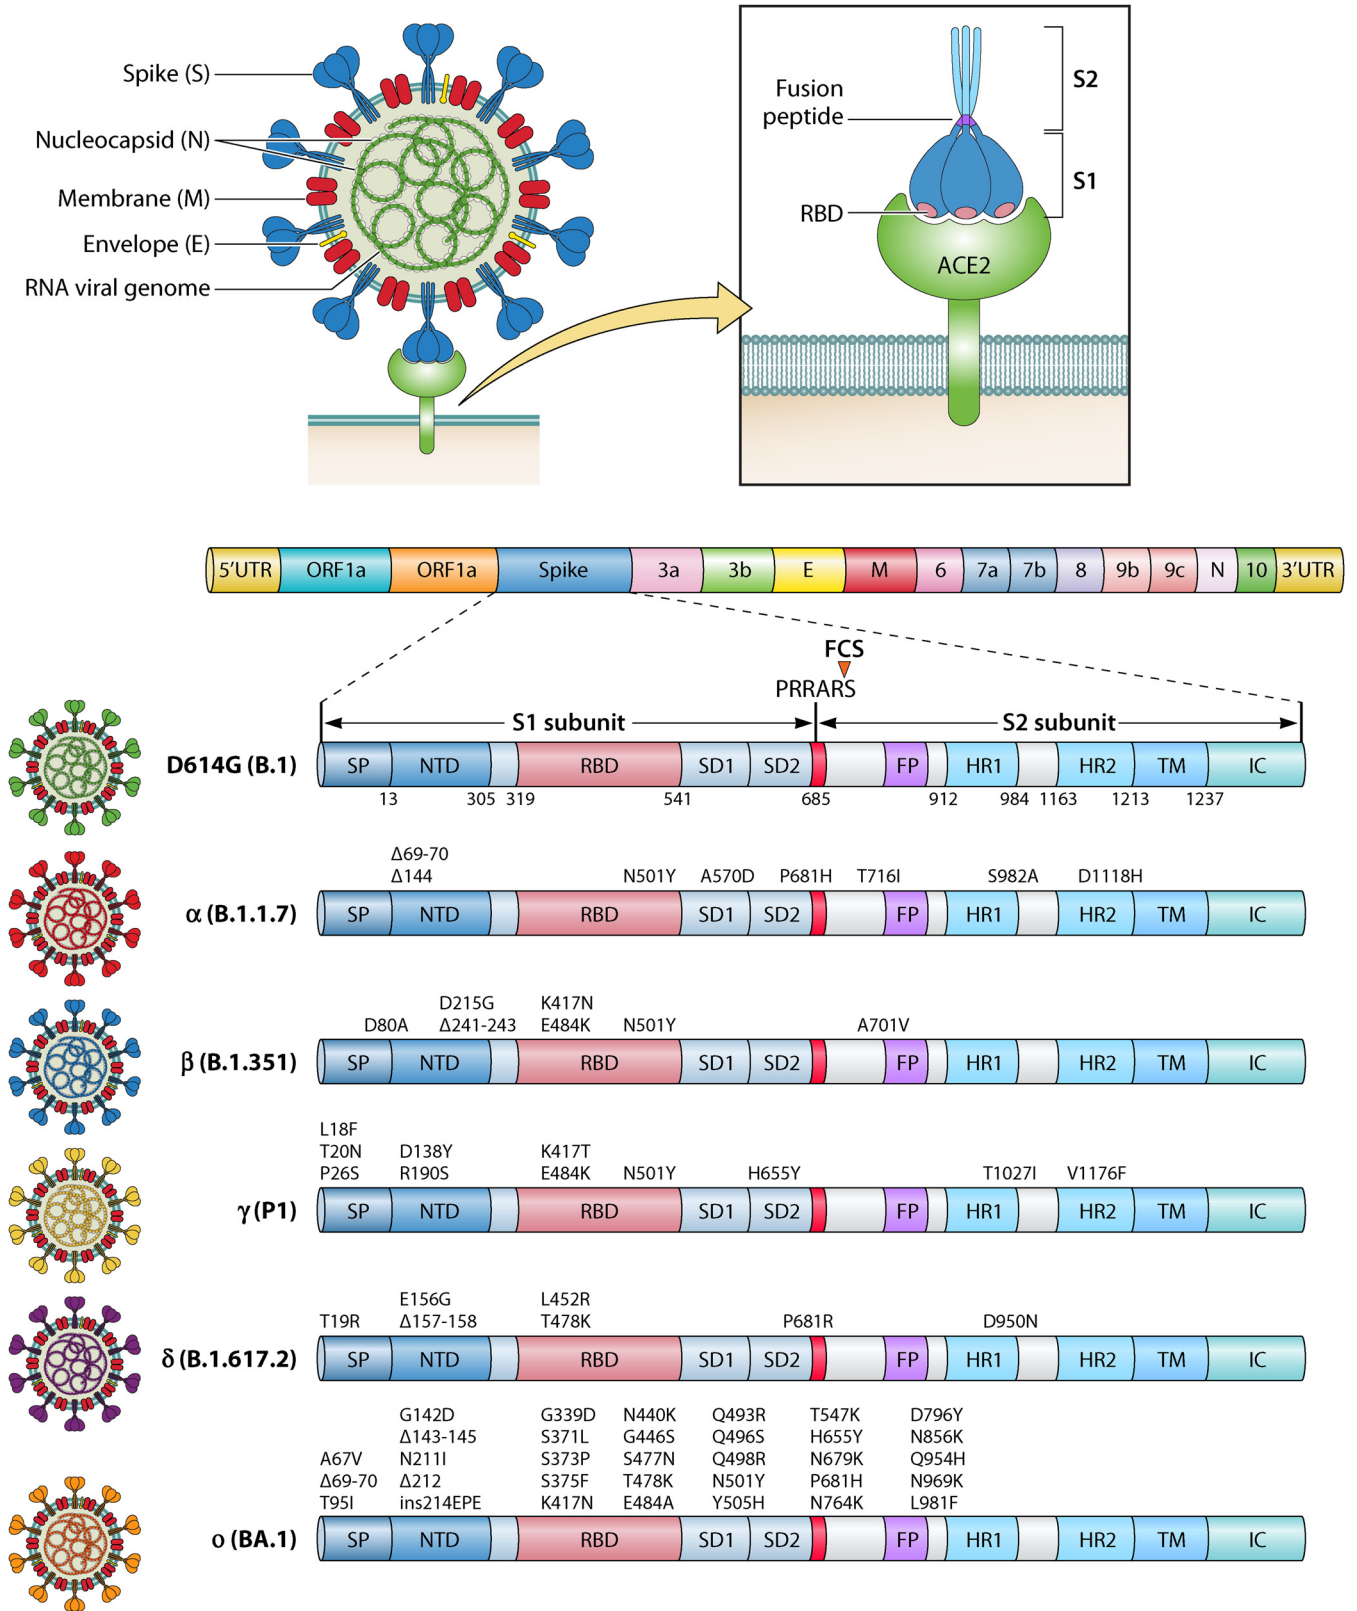 Spike (S)
Nucleocapsid (N)
Membrane (M)
Envelope (E)
RNA viral genome
Fusion
peptide
RBD
ACE2
S2
S1
5′UTR ORF1a ORF1a Spike 3a 3b E M 6 7a 7b 8 9b 9c N 10 3′UTR
FCS
PRRARS
S1 subunit S2 subunit
D614G (B.1) SP NTD RBD SD1 SD2 FP HR1 HR2 TM IC
13 305 319 541 685 912 984 1163 1213 1237
Δ69-70
Δ144 N501Y A570D P681H T716I S982A D1118H
α (B.1.1.7) SP NTD RBD SD1 SD2 FP HR1 HR2 TM IC
D215G K417N
D80A Δ241-243 E484K N501Y A701V
β (B.1.351) SP NTD RBD SD1 SD2 FP HR1 HR2 TM IC
L18F
T20N D138Y K417T
P26S R190S E484K N501Y H655Y T1027I V1176F
γ (P1) SP NTD RBD SD1 SD2 FP HR1 HR2 TM IC
E156G L452R
T19R Δ157-158 T478K P681R D950N
δ (B.1.617.2) SP NTD RBD SD1 SD2 FP HR1 HR2 TM IC
G142D G339D N440K Q493R T547K D796Y
Δ143-145 S371L G446S Q496S H655Y N856K
A67V N211I S373P S477N Q498R N679K Q954H
Δ69-70 Δ212 S375F T478K N501Y P681H N969K
T95I ins214EPE K417N E484A Y505H N764K L981F
ο (BA.1) SP NTD RBD SD1 SD2 FP HR1 HR2 TM IC